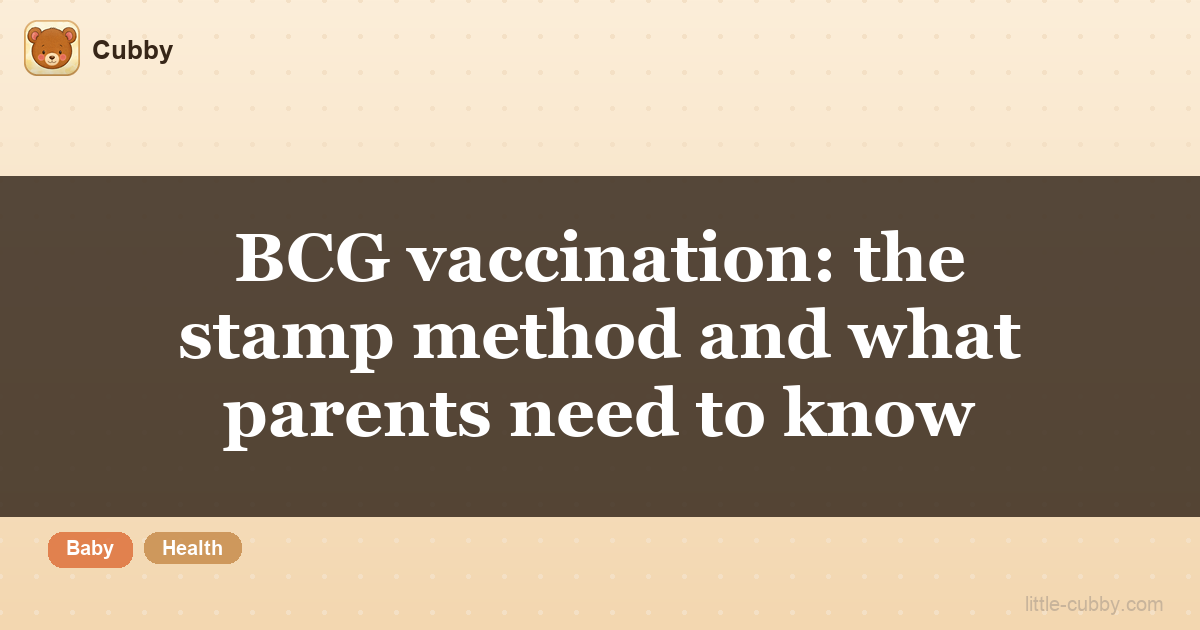 Cubby
BCG vaccination: the
stamp method and what
parents need to know
Baby
Health
little-cubby.com